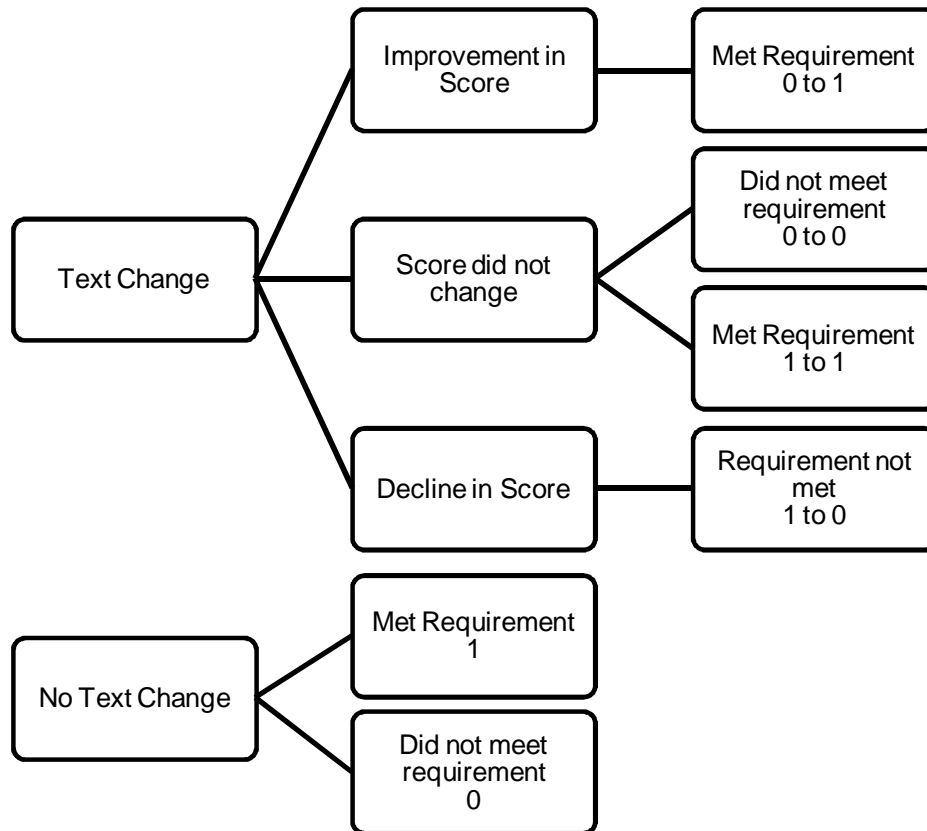 Improvement in
Score
Met Requirement
0 to 1
Text Change
Score did not
change
Did not meet
requirement
0 to 0
Met Requirement
1 to 1
Decline in Score
Requirement not
met
1 to 0
No Text Change
Met Requirement
1
Did not meet
requirement
0